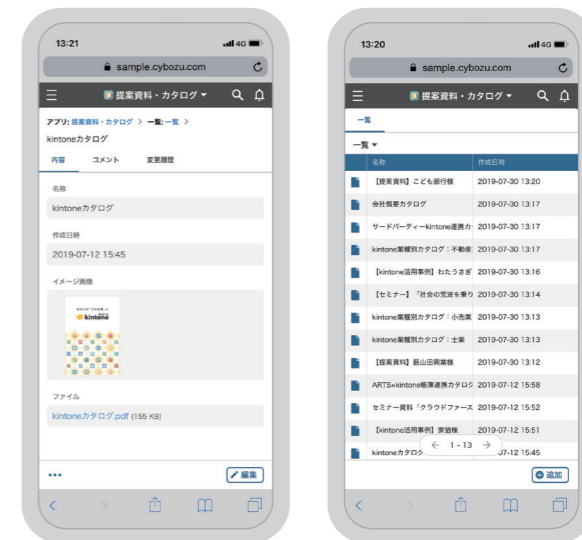 13:21
4G
sample.cybozu.com
提案資料・カタログ
アプリ: 提案資料・カタログ > 一覧: 一覧 >
kintoneカタログ
内容 コメント 変更履歴
名称
kintoneカタログ
作成日時
2019-07-12 15:45
イメージ画像
kintone
ファイル
kintoneカタログ.pdf (155 KB)
編集
13:20
4G
sample.cybozu.com
提案資料・カタログ
一覧
一覧
名称 作成日時
【提案資料】こども銀行様 2019-07-30 13:20
会社概要カタログ 2019-07-30 13:17
サードパーティーkintone連携カ 2019-07-30 13:17
kintone業種別カタログ:不動産 2019-07-30 13:17
【kintone活用事例】わたうさぎ 2019-07-30 13:16
【セミナー】「社会の荒波を乗り 2019-07-30 13:14
kintone業種別カタログ:小売業 2019-07-30 13:13
kintone業種別カタログ:士業 2019-07-30 13:13
【提案資料】藪山田興業様 2019-07-30 13:12
ARTS×kintone帳簿連携カタログ 2019-07-12 15:58
セミナー資料「クラウドファース 2019-07-12 15:52
【kintone活用事例】家猫様 2019-07-12 15:51
kintoneカタログ 07-12 15:45
1 - 13
追加